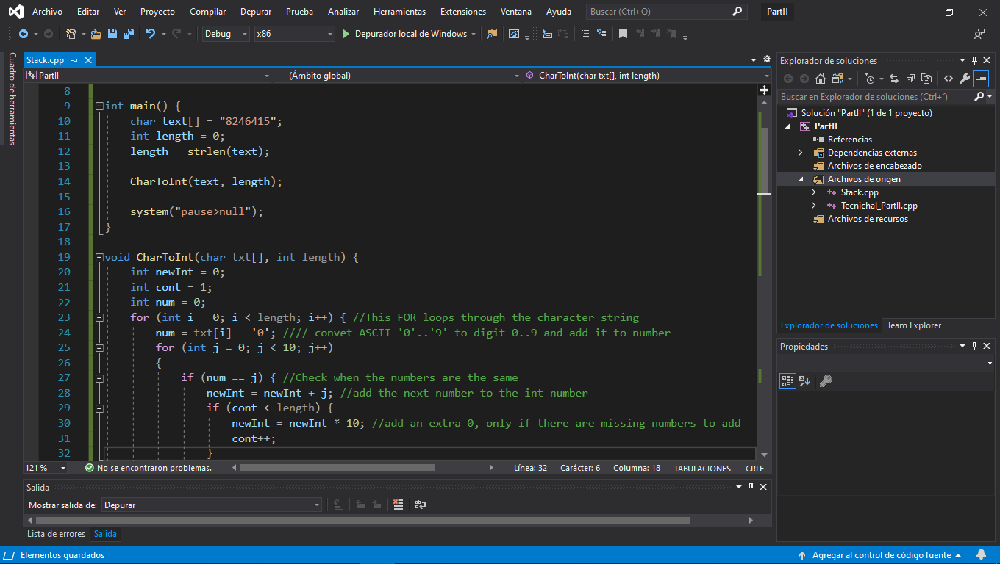 Archivo Editar Ver Proyecto Compilar Depurar Prueba Analizar Herramientas Extensiones Ventana Ayuda Buscar (Ctrl+Q) PartII
Debug x86 Depurador local de Windows
Cuadro de herramientas
Stack.cpp
PartII (Ámbito global) CharToInt(char txt[], int length)
8
9 int main() {
10 char text[] = "8246415";
11 int length = 0;
12 length = strlen(text);
13
14 CharToInt(text, length);
15
16 system("pause>null");
17 }
18
19 void CharToInt(char txt[], int length) {
20 int newInt = 0;
21 int cont = 1;
22 int num = 0;
23 for (int i = 0; i < length; i++) { //This FOR loops through the character string
24 num = txt[i] - '0'; //// convet ASCII '0'..'9' to digit 0..9 and add it to number
25 for (int j = 0; j < 10; j++)
26 {
27 if (num == j) { //Check when the numbers are the same
28 newInt = newInt + j; //add the next number to the int number
29 if (cont < length) {
30 newInt = newInt * 10; //add an extra 0, only if there are missing numbers to add
31 cont++;
32 }
121 % No se encontraron problemas. Línea: 32 Carácter: 6 Columna: 18 TABULACIONES CRLF
Salida
Mostrar salida de: Depurar
Lista de errores Salida
Explorador de soluciones
Buscar en Explorador de soluciones (Ctrl+´)
Solución "PartII" (1 de 1 proyecto)
PartII
Referencias
Dependencias externas
Archivos de encabezado
Archivos de origen
Stack.cpp
Tecnichal_PartII.cpp
Archivos de recursos
Explorador de soluciones Team Explorer
Propiedades
Elementos guardados Agregar al control de código fuente